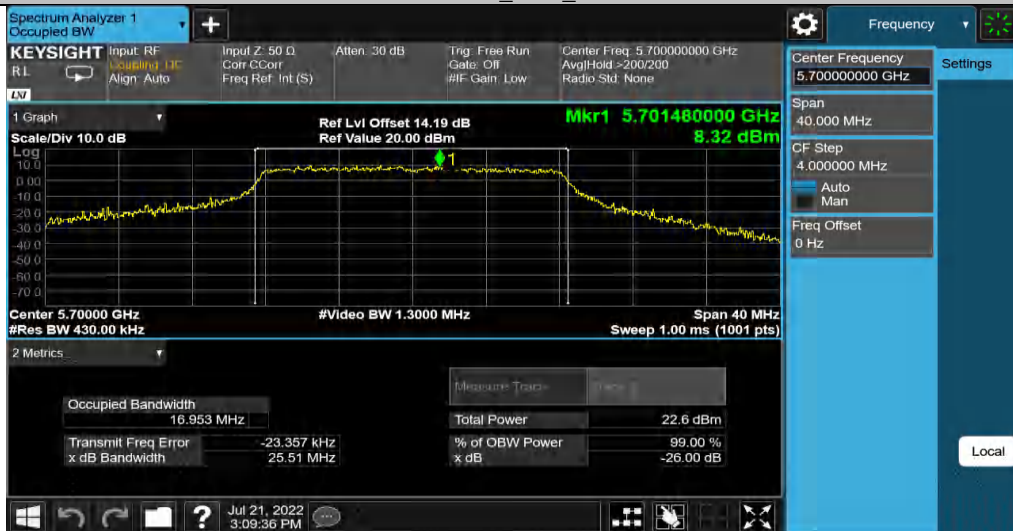 Spectrum Analyzer 1
Occupied BW
Frequency
KEYSIGHT
RL
LXI
Input: RF
Coupling: DC
Align: Auto
Input Z: 50 Ω
Corr CCorr
Freq Ref: Int (S)
Atten: 30 dB
Trig: Free Run
Gate: Off
#IF Gain: Low
Center Freq: 5.700000000 GHz
Avg|Hold:>200/200
Radio Std: None
Center Frequency
5.700000000 GHz
Settings
Span
40.000 MHz
CF Step
4.000000 MHz
Auto
Man
Freq Offset
0 Hz
Local
1 Graph
Scale/Div 10.0 dB
Ref Lvl Offset 14.19 dB
Ref Value 20.00 dBm
Mkr1 5.701480000 GHz
8.32 dBm
Log
10.0
0.00
-10.0
-20.0
-30.0
-40.0
-50.0
-60.0
-70.0
1
Center 5.70000 GHz
#Res BW 430.00 kHz
#Video BW 1.3000 MHz
Span 40 MHz
Sweep 1.00 ms (1001 pts)
2 Metrics
Measure Trace
Occupied Bandwidth
16.953 MHz
Total Power 22.6 dBm
Transmit Freq Error -23.357 kHz
% of OBW Power 99.00 %
x dB Bandwidth 25.51 MHz
x dB -26.00 dB
?
Jul 21, 2022
3:09:36 PM